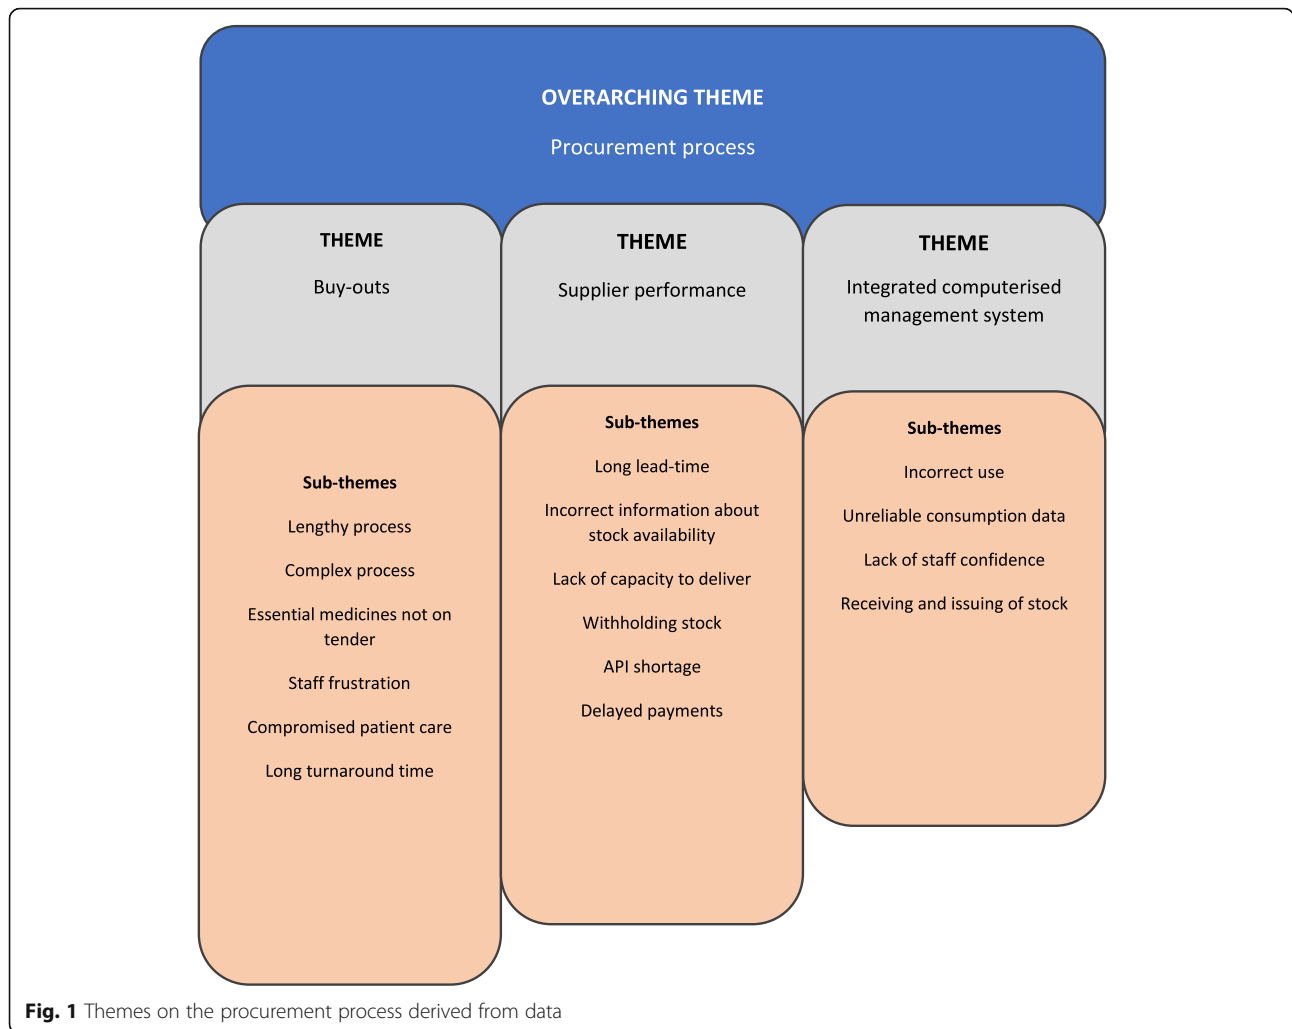 OVERARCHING THEME
Procurement process
THEME
Buy-outs
Sub-themes
Lengthy process
Complex process
Essential medicines not on
tender
Staff frustration
Compromised patient care
Long turnaround time
THEME
Supplier performance
Sub-themes
Long lead-time
Incorrect information about
stock availability
Lack of capacity to deliver
Withholding stock
API shortage
Delayed payments
THEME
Integrated computerised
management system
Sub-themes
Incorrect use
Unreliable consumption data
Lack of staff confidence
Receiving and issuing of stock
Fig. 1 Themes on the procurement process derived from data